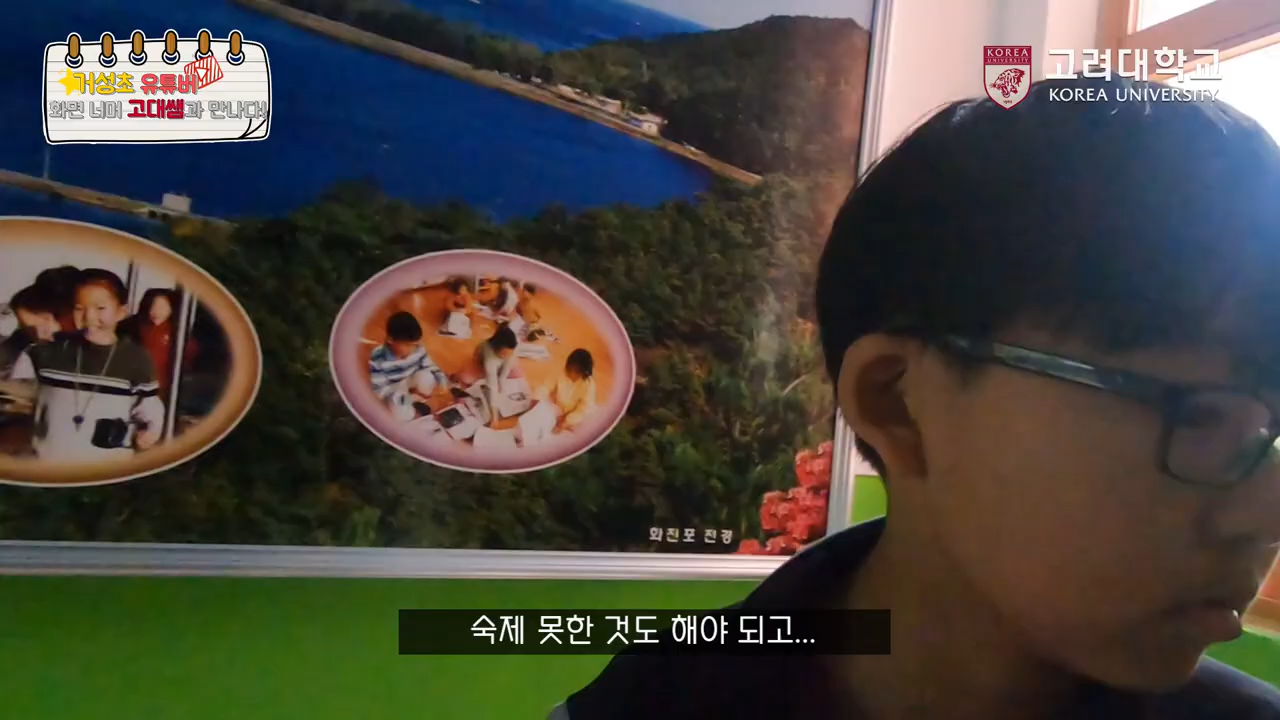 거성초 유튜버
화면 너머 고대쌤과 만나다!
KOREA
UNIVERSITY
고려대학교
KOREA UNIVERSITY
화진포 전경
숙제 못한 것도 해야 되고...